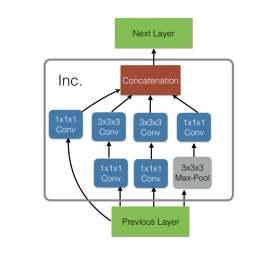 Next Layer
Inc.
Concatenation
1x1x1
Conv
3x3x3
Conv
3x3x3
Conv
1x1x1
Conv
1x1x1
Conv
1x1x1
Conv
3x3x3
Max-Pool
Previous Layer